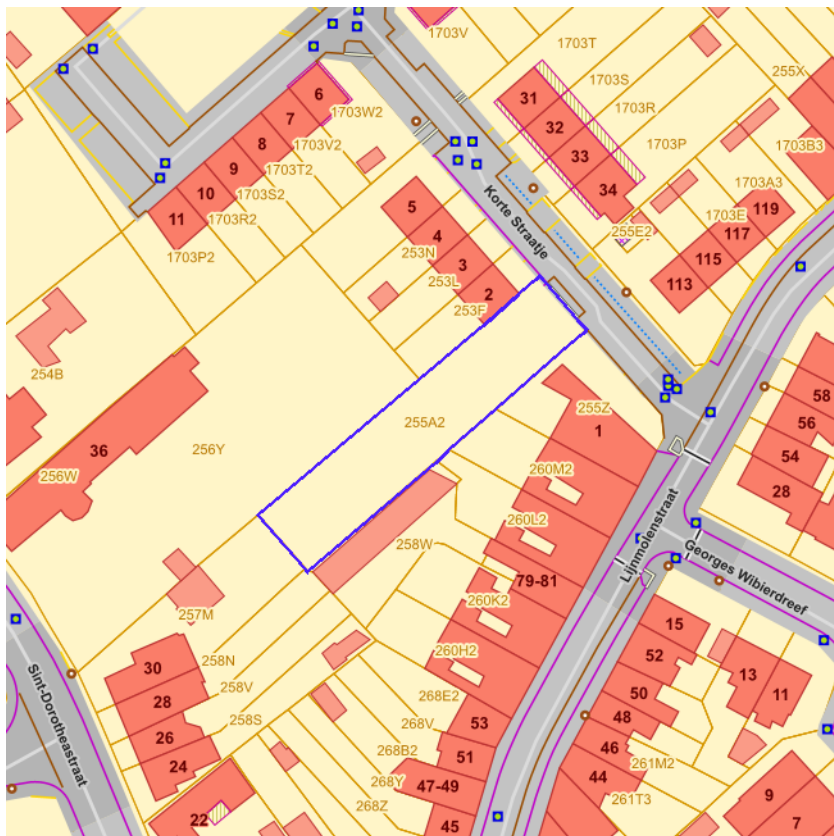 1703V
1703T
1703S
1703R
1703P
255X
1703B3
31
32
33
34
6
7
8
9
10
11
1703W2
1703V2
1703T2
1703S2
1703R2
1703P2
5
4
3
2
253N
253L
253F
Korte Straatje
255E2
1703A3
1703E
119
117
115
113
254B
36
256W
256Y
255A2
255Z
1
260M2
260L2
258W
79-81
260K2
260H2
Lijnmolenstraat
Georges Wibierdreef
58
56
54
28
257M
258N
258V
258S
30
28
26
24
22
Sint-Dorotheastraat
268E2
268V
268B2
268Y
268Z
53
51
47-49
45
15
52
50
48
46
44
261M2
261T3
13
11
9
7